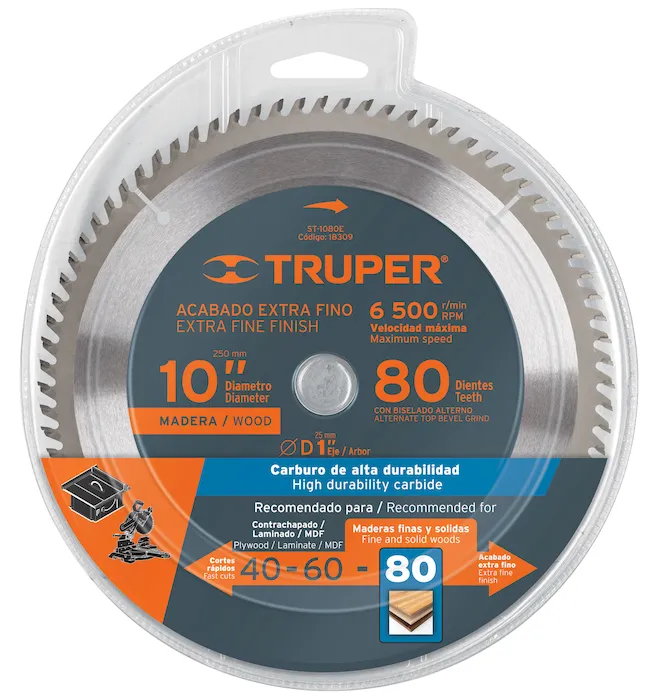 ST-1080E
Código: 18309
TRUPER®
ACABADO EXTRA FINO
EXTRA FINE FINISH
6 500 r/min RPM
Velocidad máxima
Maximum speed
250 mm
10”
Diametro
Diameter
MADERA / WOOD
80 Dientes
Teeth
CON BISELADO ALTERNO
ALTERNATE TOP BEVEL GRIND
25 mm
Ø D 1” Eje / Arbor
Carburo de alta durabilidad
High durability carbide
Recomendado para / Recommended for
Contrachapado /
Laminado / MDF
Plywood / Laminate / MDF
Maderas finas y solidas
Fine and solid woods
Cortes
rápidos
Fast cuts
40-60-80
Acabado
extra fino
Extra fine
finish